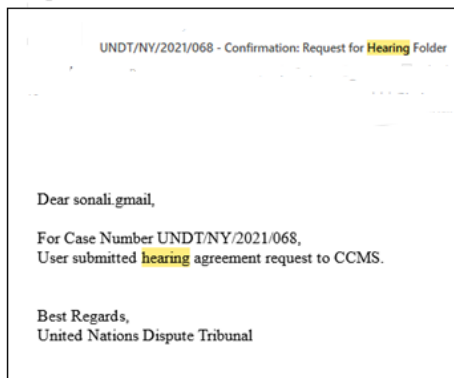 UNDT/NY/2021/068 - Confirmation: Request for Hearing Folder
Dear sonali.gmail,
For Case Number UNDT/NY/2021/068,
User submitted hearing agreement request to CCMS.
Best Regards,
United Nations Dispute Tribunal